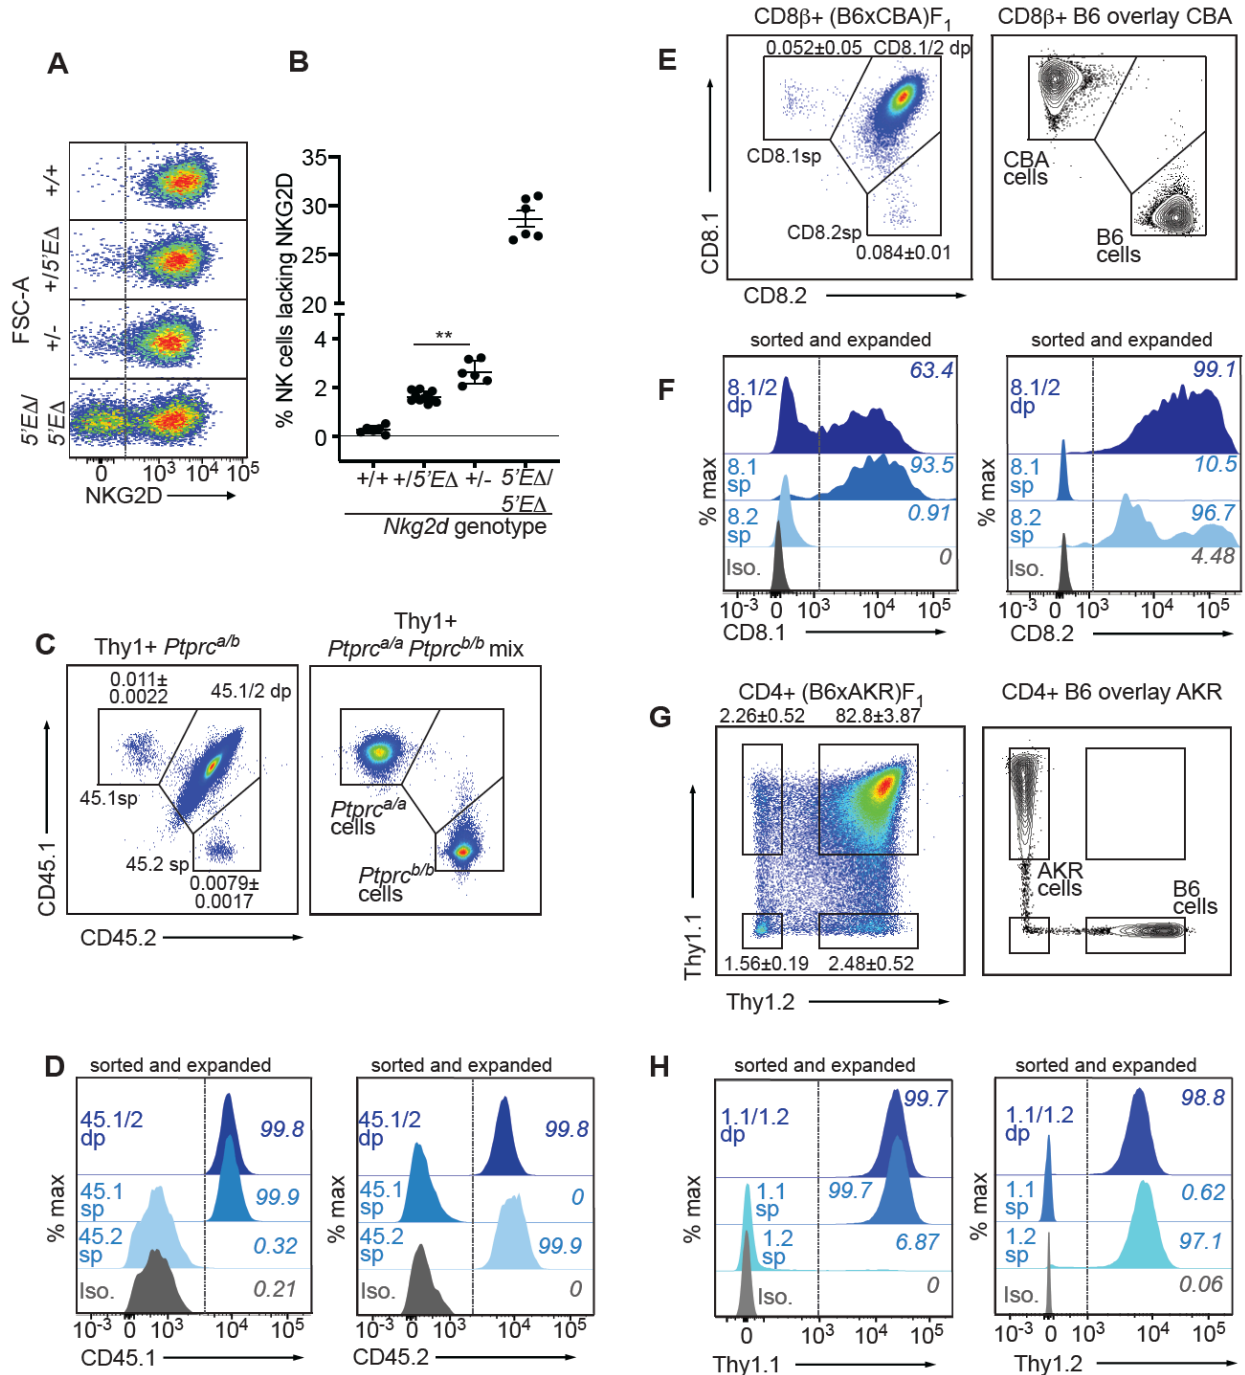 A
FSC-A
+/+
+/5'EΔ
+/-
5'EΔ/
5'EΔ
0
10³
10⁴
10⁵
NKG2D
B
% NK cells lacking NKG2D
35
30
25
20
4
2
0
**
+/+
+/5'EΔ
+/-
5'EΔ/
5'EΔ
Nkg2d genotype
C
Thy1+ Ptprcᵃ/ᵇ
0.011±
0.0022
45.1/2 dp
45.1sp
45.2 sp
0.0079±
0.0017
CD45.1
CD45.2
Thy1+
Ptprcᵃ/ᵃ Ptprcᵇ/ᵇ mix
Ptprcᵃ/ᵃ
cells
Ptprcᵇ/ᵇ
cells
D
sorted and expanded
% max
45.1/2
dp
99.8
45.1
sp
99.9
45.2
sp
0.32
Iso.
0.21
10⁻³
0
10³
10⁴
10⁵
CD45.1
sorted and expanded
% max
45.1/2
dp
99.8
45.1
sp
0
45.2
sp
99.9
Iso.
0
10⁻³
0
10³
10⁴
10⁵
CD45.2
E
CD8β+ (B6xCBA)F₁
0.052±0.05
CD8.1/2 dp
CD8.1sp
CD8.2sp
0.084±0.01
CD8.1
CD8.2
CD8β+ B6 overlay CBA
CBA
cells
B6
cells
F
sorted and expanded
% max
8.1/2
dp
63.4
8.1
sp
93.5
8.2
sp
0.91
Iso.
0
10⁻³
0
10³
10⁴
10⁵
CD8.1
sorted and expanded
% max
8.1/2
dp
99.1
8.1
sp
10.5
8.2
sp
96.7
Iso.
4.48
10⁻³
0
10³
10⁴
10⁵
CD8.2
G
CD4+ (B6xAKR)F₁
2.26±0.52
82.8±3.87
1.56±0.19
2.48±0.52
Thy1.1
Thy1.2
CD4+ B6 overlay AKR
AKR
cells
B6
cells
H
sorted and expanded
% max
1.1/1.2
dp
99.7
1.1
sp
99.7
1.2
sp
6.87
Iso.
0
10⁻³
0
10³
10⁴
10⁵
Thy1.1
sorted and expanded
% max
1.1/1.2
dp
98.8
1.1
sp
0.62
1.2
sp
97.1
Iso.
0.06
10⁻³
0
10³
10⁴
10⁵
Thy1.2